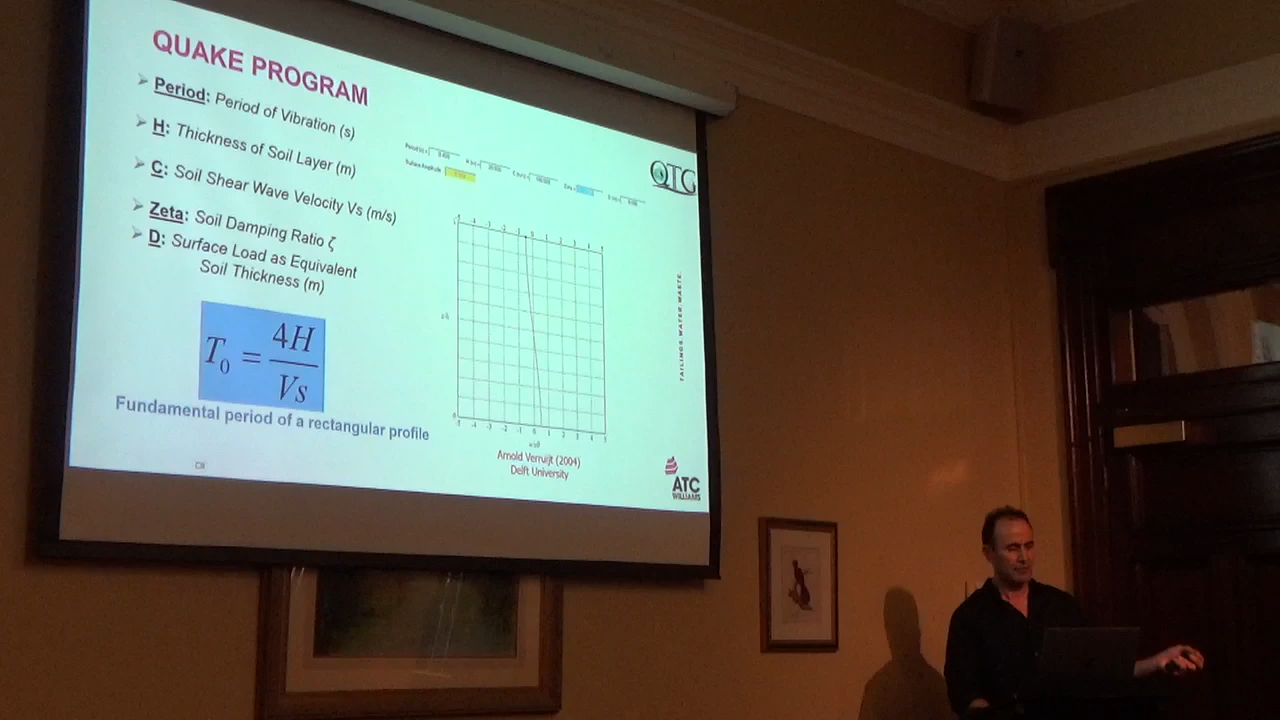 QUAKE PROGRAM
Period: Period of Vibration (s)
H: Thickness of Soil Layer (m)
C: Soil Shear Wave Velocity Vs (m/s)
Zeta: Soil Damping Ratio ζ
D: Surface Load as Equivalent
Soil Thickness (m)
T0 = 4H
Vs
Fundamental period of a rectangular profile
QTG
TAILINGS. WATER. WASTE.
Arnold Verruijt (2004)
Delft University
ATC
WILLIAMS